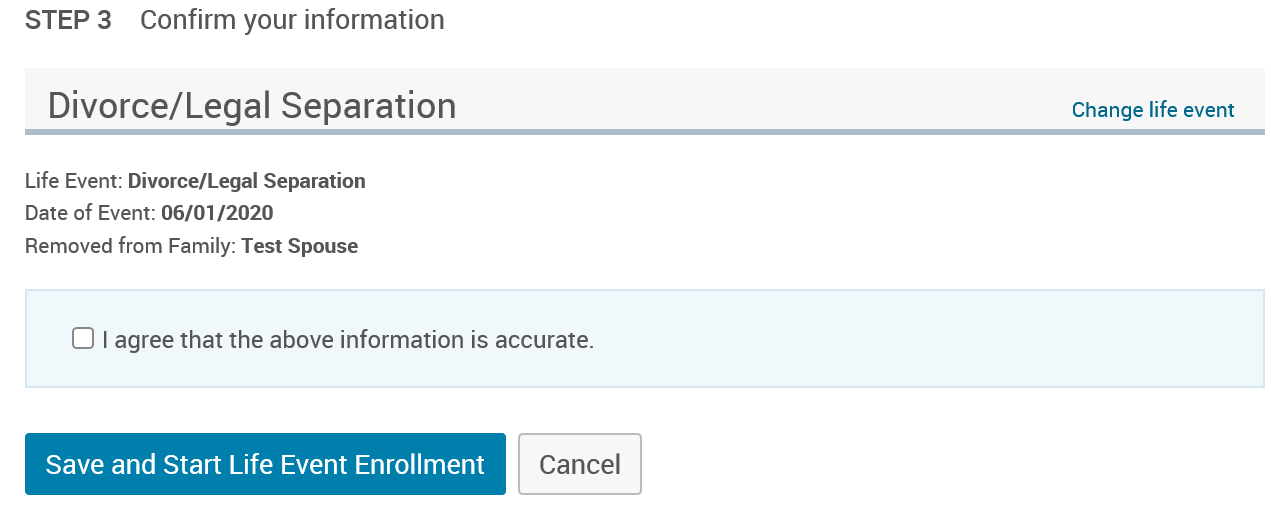 STEP 3 Confirm your information
Divorce/Legal Separation Change life event
Life Event: Divorce/Legal Separation
Date of Event: 06/01/2020
Removed from Family: Test Spouse
I agree that the above information is accurate.
Save and Start Life Event Enrollment Cancel